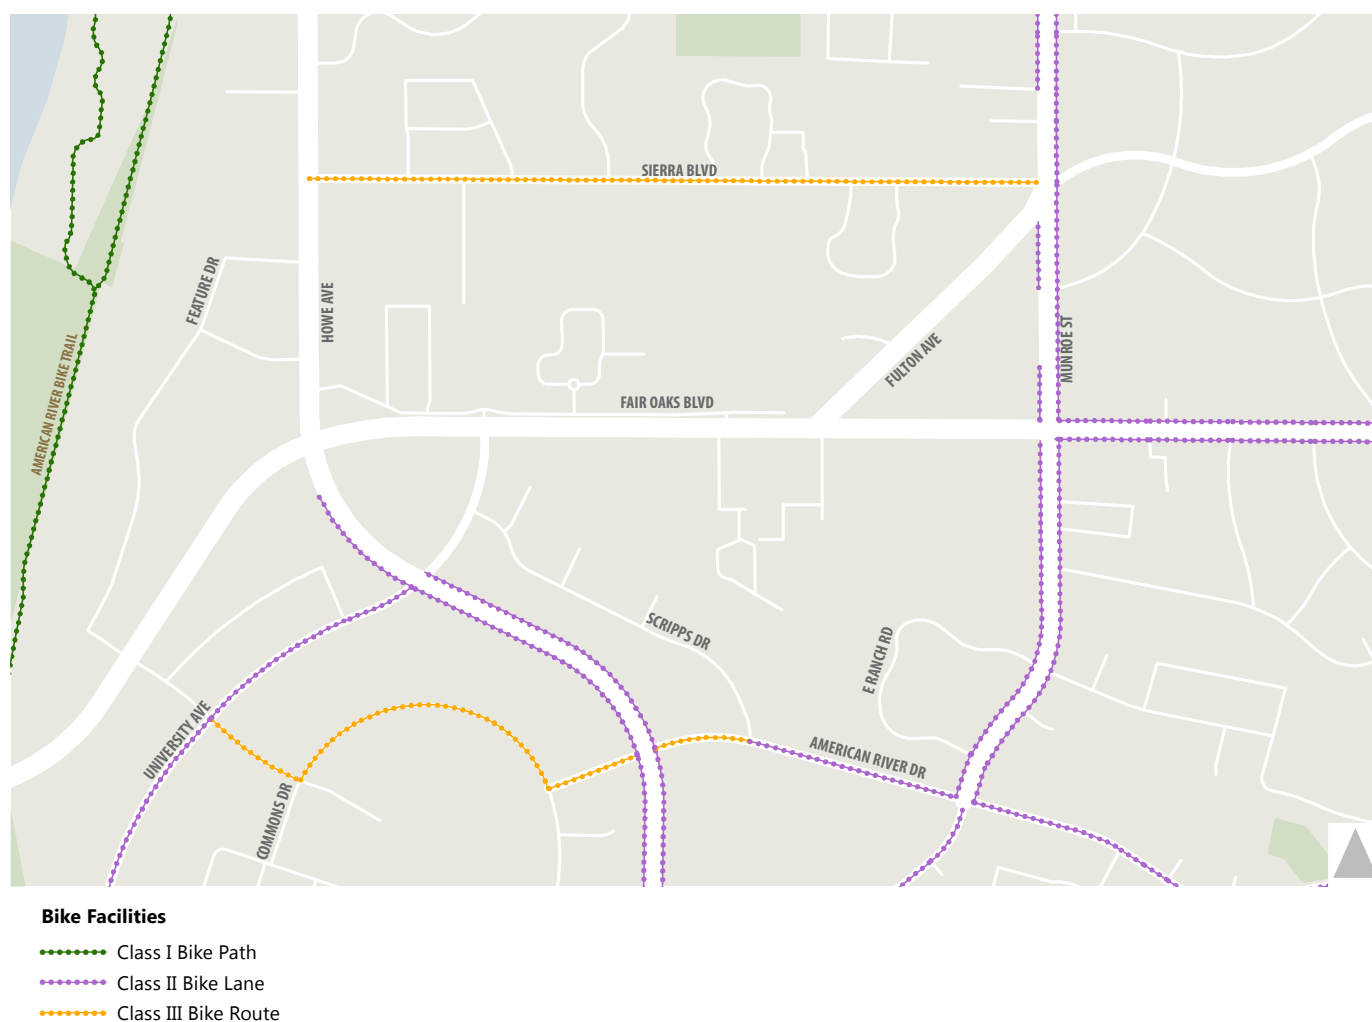 SIERRA BLVD
FEATURE DR
HOWE AVE
MUNROE ST
FULTON AVE
AMERICAN RIVER BIKE TRAIL
FAIR OAKS BLVD
SCRIPPS DR
E RANCH RD
UNIVERSITY AVE
AMERICAN RIVER DR
COMMONS DR
Bike Facilities
Class I Bike Path
Class II Bike Lane
Class III Bike Route